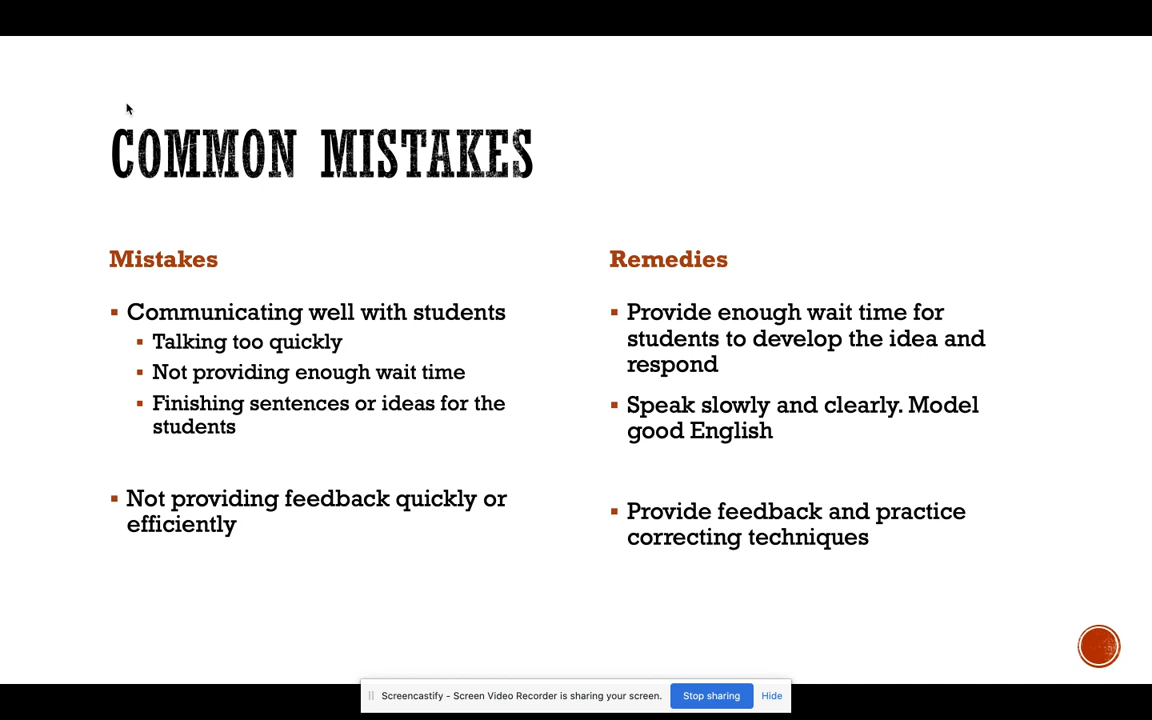 COMMON MISTAKES
Mistakes
Communicating well with students
Talking too quickly
Not providing enough wait time
Finishing sentences or ideas for the
students
Not providing feedback quickly or
efficiently
Remedies
Provide enough wait time for
students to develop the idea and
respond
Speak slowly and clearly. Model
good English
Provide feedback and practice
correcting techniques
Screencastify - Screen Video Recorder is sharing your screen.
Stop sharing
Hide